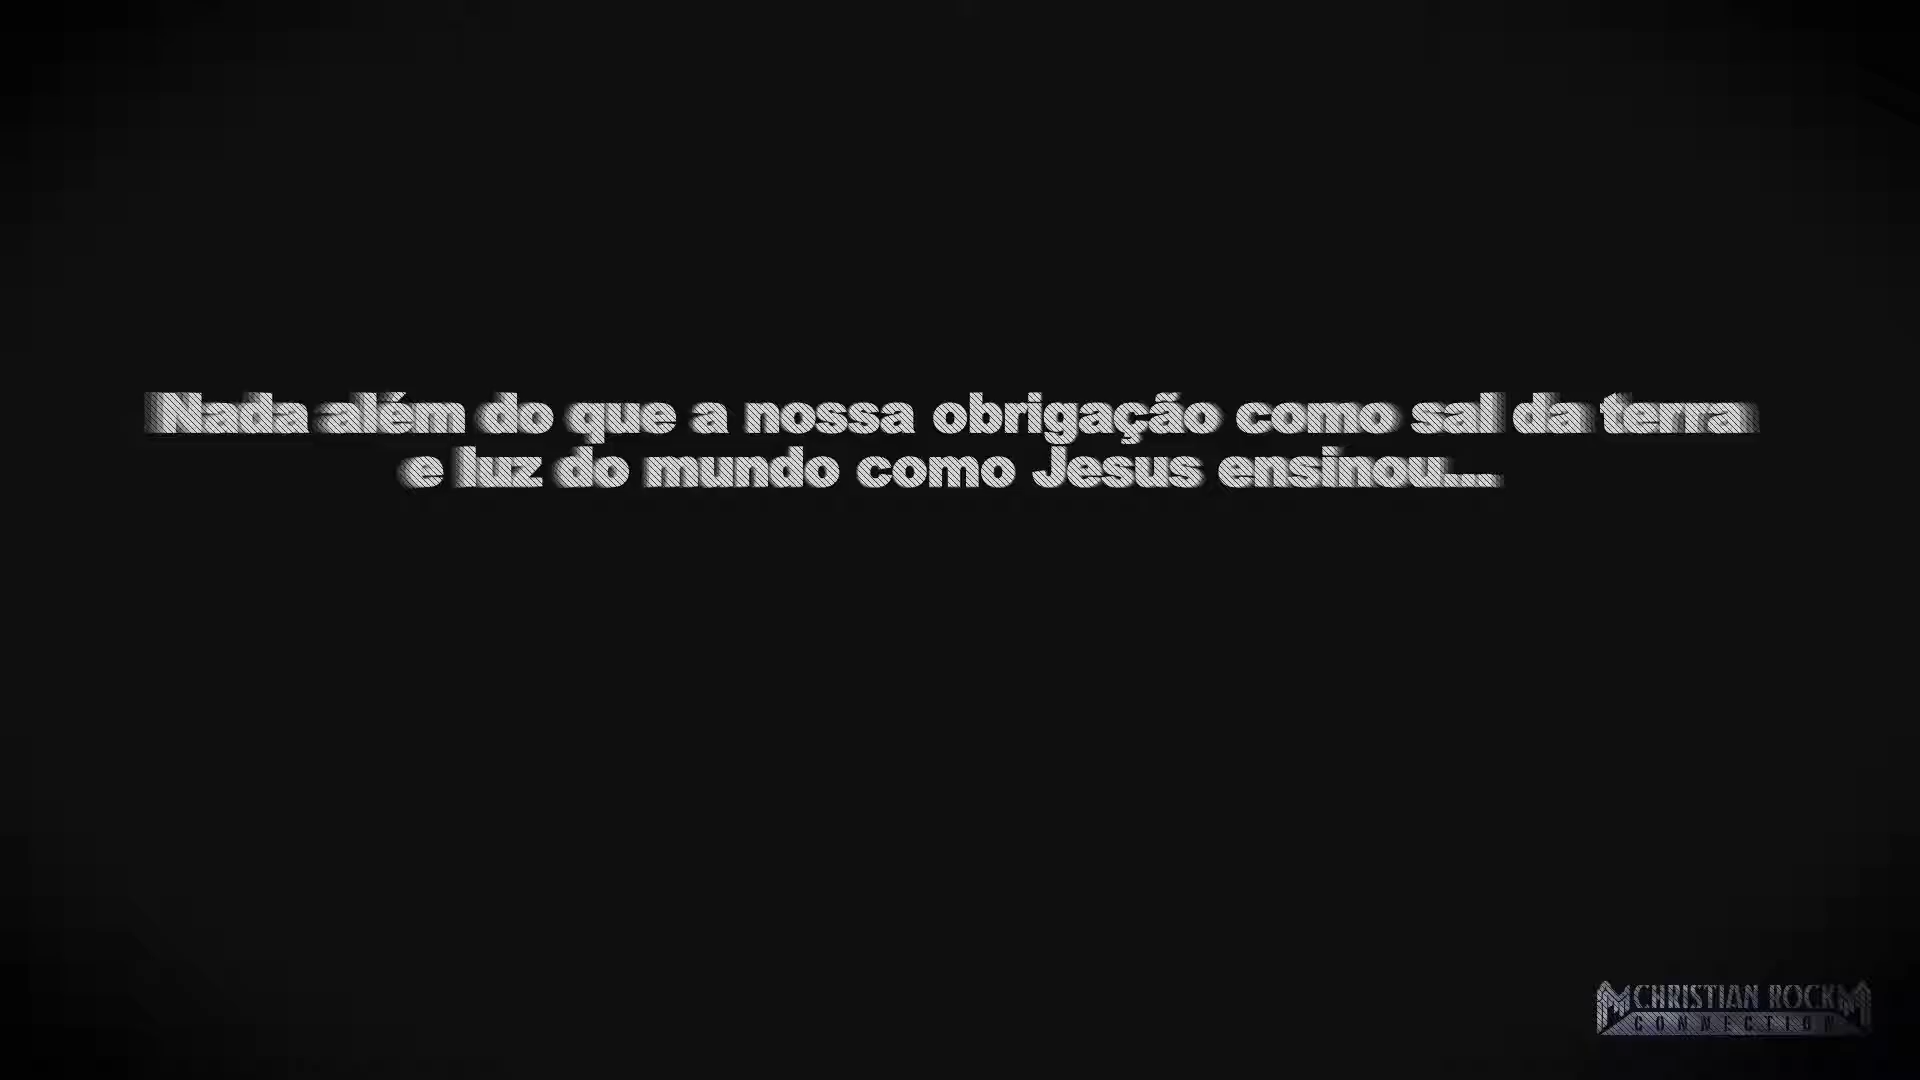 Nada além do que a nossa obrigação como sal da terra
e luz do mundo como Jesus ensinou...
CHRISTIAN ROCK
CONNECTION